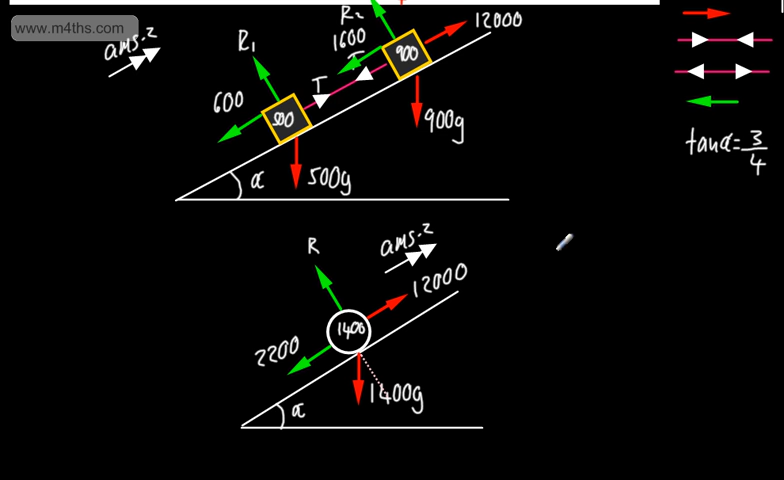 www.m4ths.com
ams-2
R1
R2
12000
1600
T
900
600
T
500
900g
500g
α
tanα=3/4
R
ams-2
12000
1400
2200
1400g
α